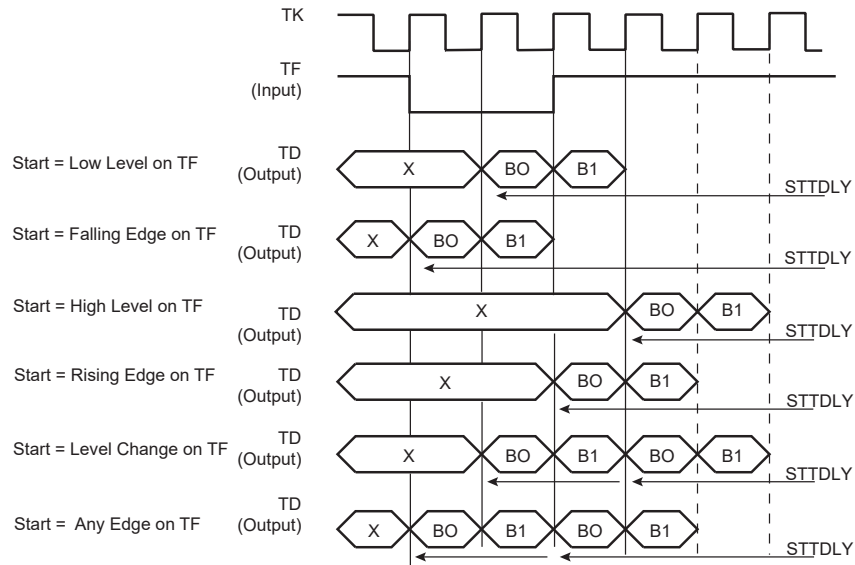 TK
TF
(Input)
Start = Low Level on TF
TD
(Output)
X
BO
B1
STTDLY
Start = Falling Edge on TF
TD
(Output)
X
BO
B1
STTDLY
Start = High Level on TF
TD
(Output)
X
BO
B1
STTDLY
Start = Rising Edge on TF
TD
(Output)
X
BO
B1
STTDLY
Start = Level Change on TF
TD
(Output)
X
BO
B1
BO
B1
STTDLY
Start = Any Edge on TF
TD
(Output)
X
BO
B1
BO
B1
STTDLY